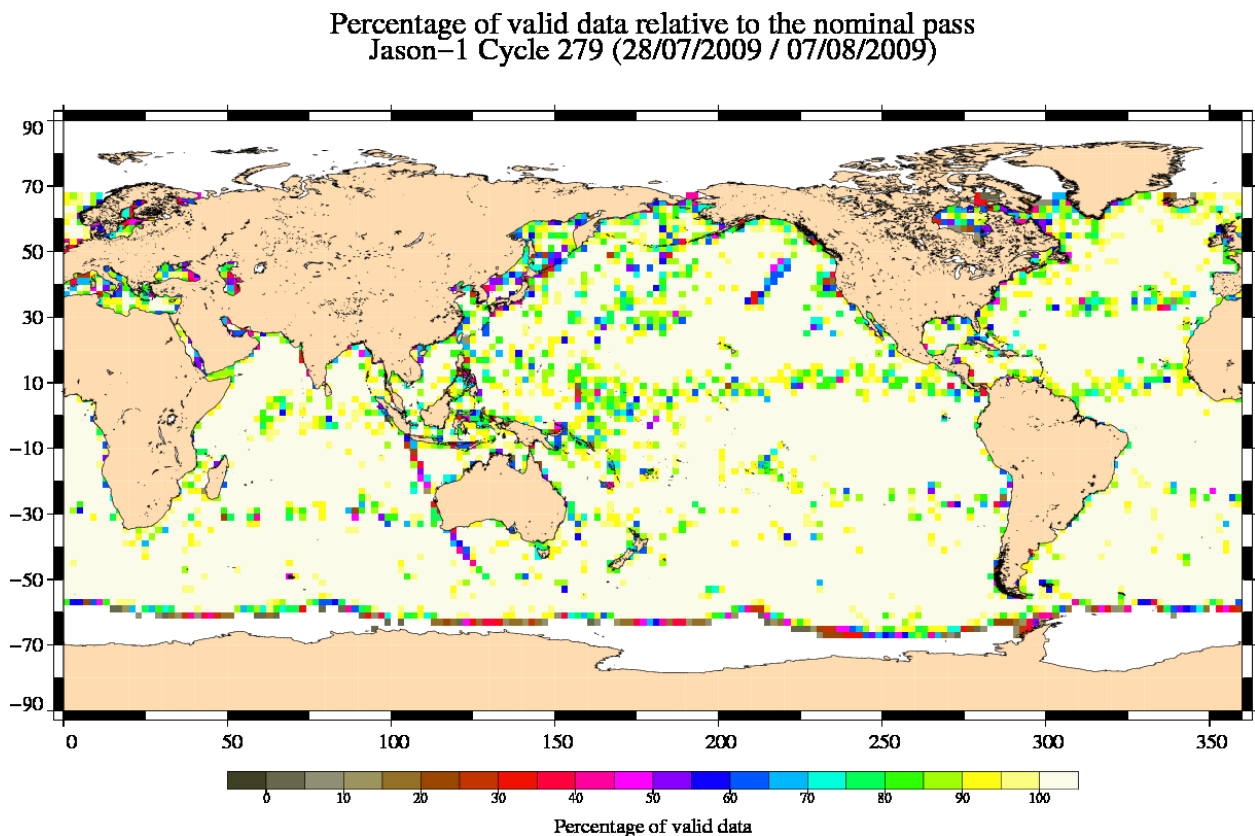 Percentage of valid data relative to the nominal pass
Jason-1 Cycle 279 (28/07/2009 / 07/08/2009)
90
70
50
30
10
-10
-30
-50
-70
-90
0 50 100 150 200 250 300 350
0 10 20 30 40 50 60 70 80 90 100
Percentage of valid data